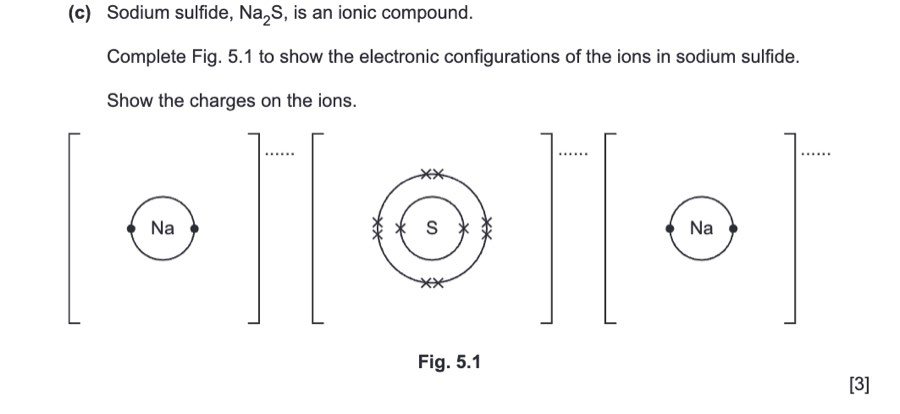 (c) Sodium sulfide, Na₂S, is an ionic compound.
Complete Fig. 5.1 to show the electronic configurations of the ions in sodium sulfide.
Show the charges on the ions.
...... ...... ......
Na S Na
Fig. 5.1
[3]